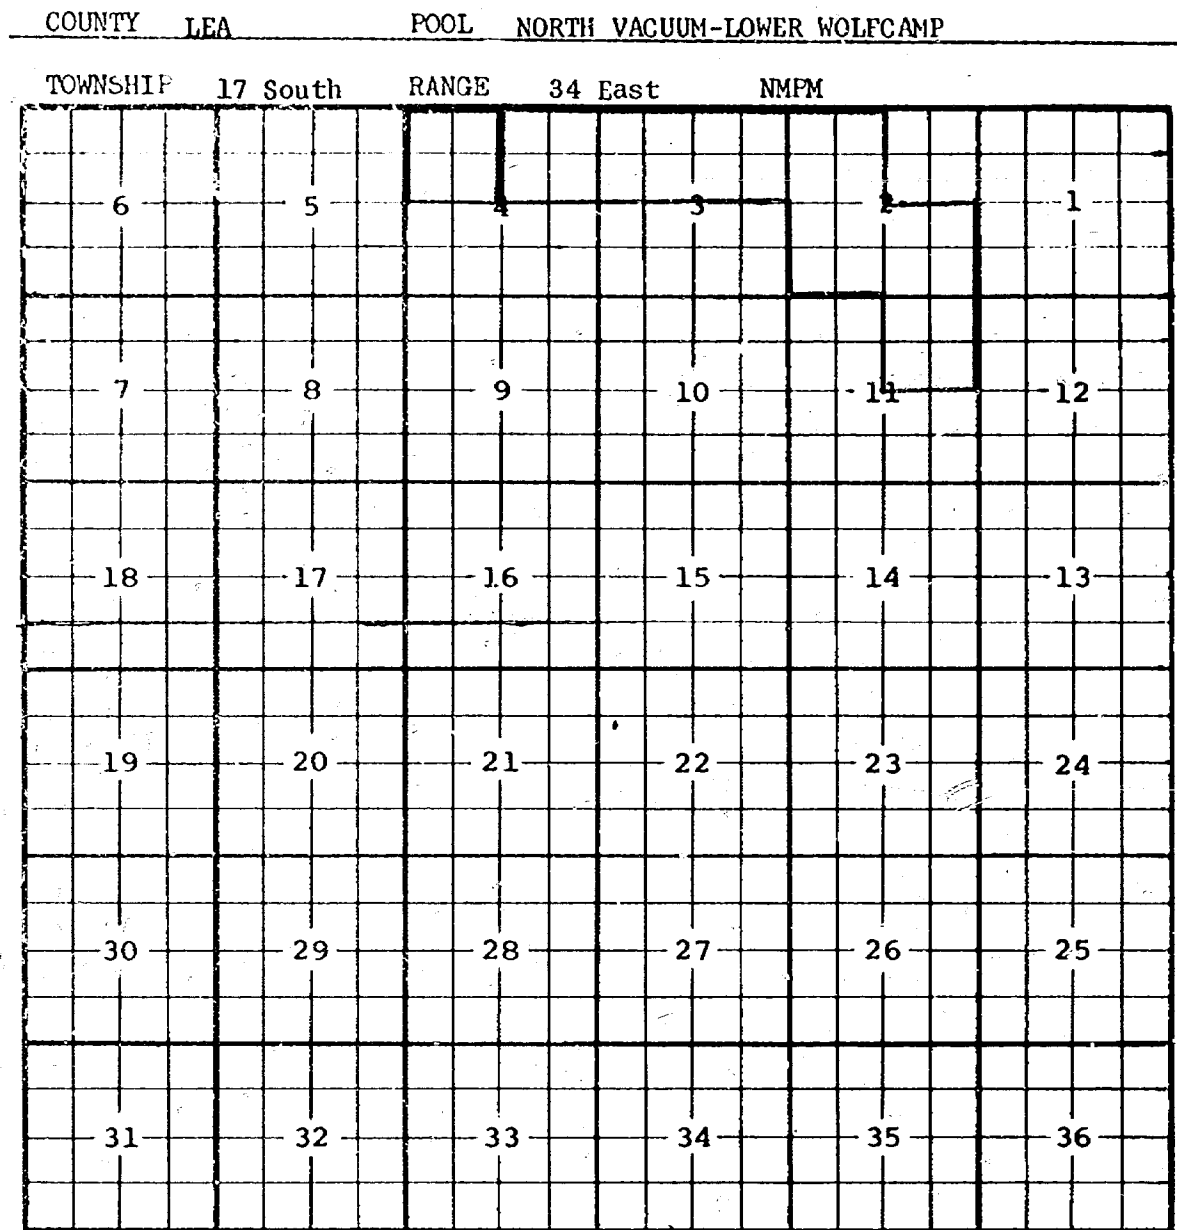 COUNTY LEA POOL NORTH VACUUM-LOWER WOLFCAMP
TOWNSHIP 17 South RANGE 34 East NMPM
6 5 4 3 2 1
7 8 9 10 11 12
18 17 16 15 14 13
19 20 21 22 23 24
30 29 28 27 26 25
31 32 33 34 35 36